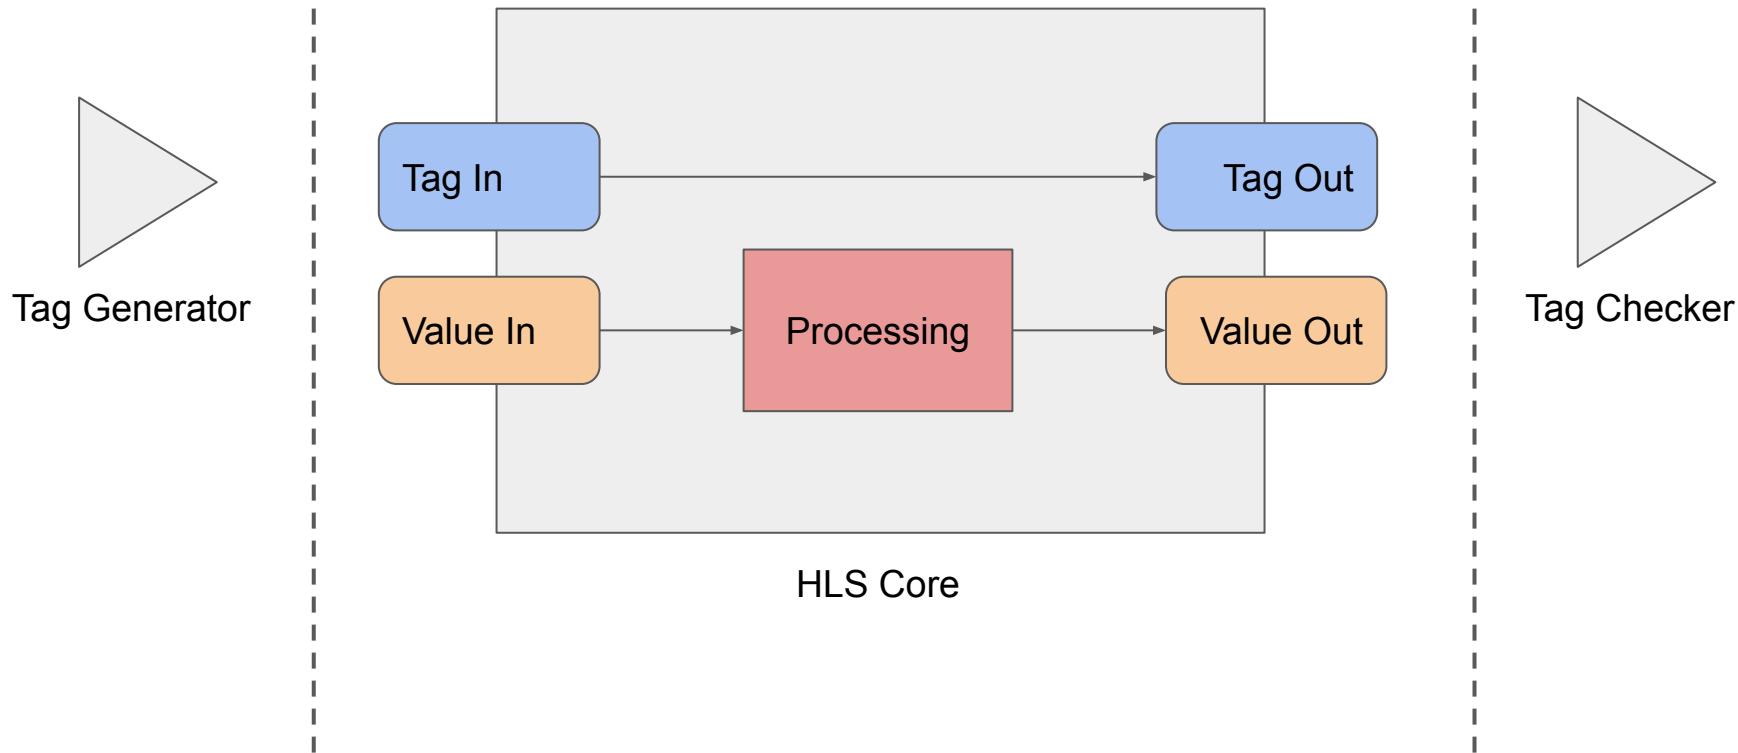 Tag Generator
Tag In
Tag Out
Value In
Processing
Value Out
Tag Checker
HLS Core